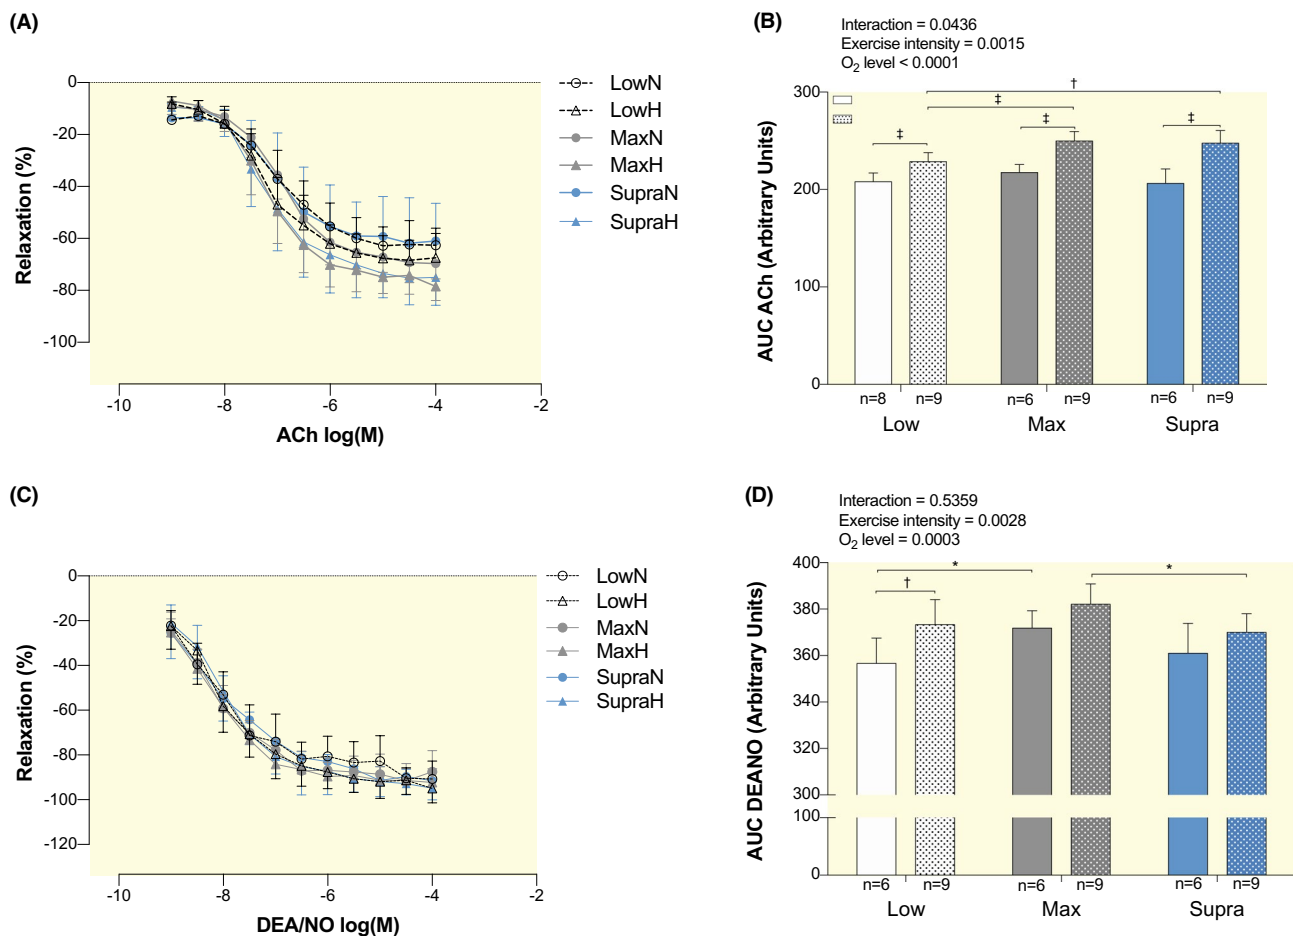 (A)
0
-20
-40
-60
-80
-100
Relaxation (%)
-10 -8 -6 -4 -2
ACh log(M)
LowN
LowH
MaxN
MaxH
SupraN
SupraH
(B)
Interaction = 0.0436
Exercise intensity = 0.0015
O2 level < 0.0001
300
200
100
0
AUC ACh (Arbitrary Units)
†
‡
‡
‡
‡
n=8 n=9 n=6 n=9 n=6 n=9
Low Max Supra
(C)
0
-20
-40
-60
-80
-100
-120
Relaxation (%)
-10 -8 -6 -4 -2
DEA/NO log(M)
LowN
LowH
MaxN
MaxH
SupraN
SupraH
(D)
Interaction = 0.5359
Exercise intensity = 0.0028
O2 level = 0.0003
400
380
360
340
320
300
100
0
AUC DEANO (Arbitrary Units)
* *
†
n=6 n=9 n=6 n=9 n=6 n=9
Low Max Supra